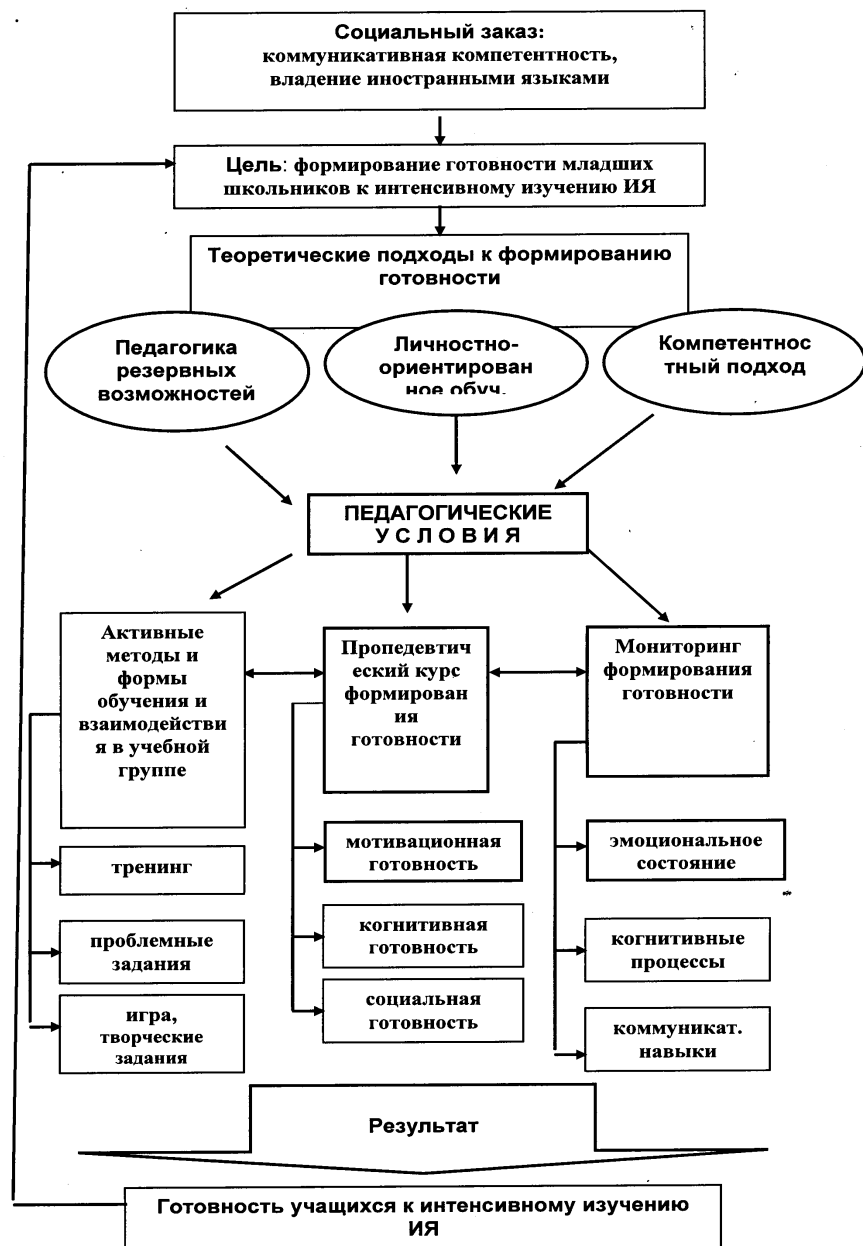 Социальный заказ:
коммуникативная компетентность,
владение иностранными языками
Цель: формирование готовности младших
школьников к интенсивному изучению ИЯ
Теоретические подходы к формированию
готовности
Педагогика
резервных
возможностей
Личностно-
ориентирован
ное обуч.
Компетентнос
тный подход
ПЕДАГОГИЧЕСКИЕ
У С Л О В И Я
Активные
методы и
формы
обучения и
взаимодействи
я в учебной
группе
Пропедевтич
еский курс
формирован
ия
готовности
Мониторинг
формирования
готовности
тренинг
проблемные
задания
игра,
творческие
задания
мотивационная
готовность
когнитивная
готовность
социальная
готовность
эмоциональное
состояние
когнитивные
процессы
коммуникат.
навыки
Результат
Готовность учащихся к интенсивному изучению
ИЯ